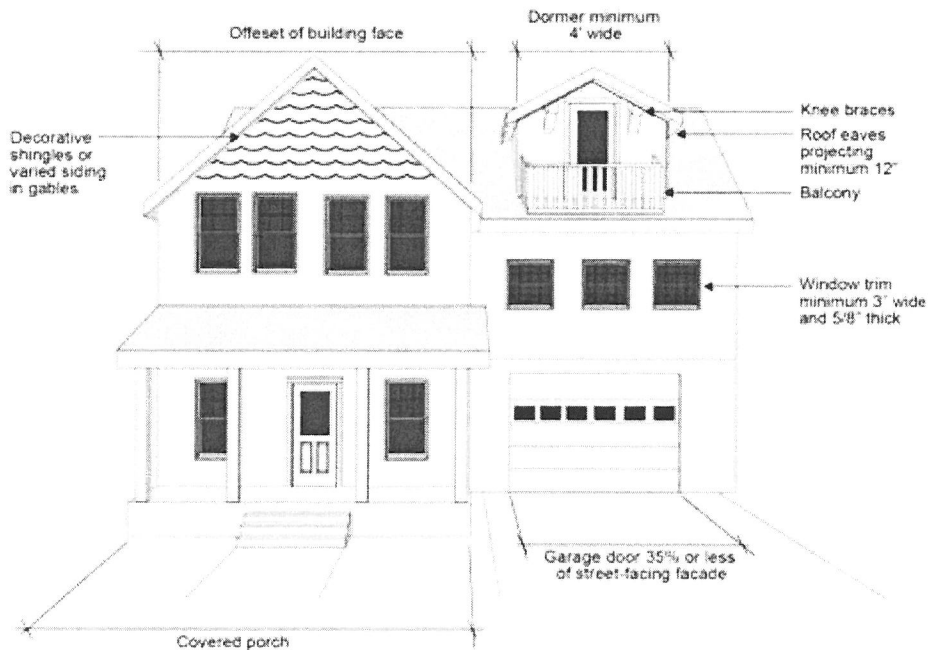 Dormer minimum
4' wide
Offeset of building face
Decorative
shingles or
varied siding
in gables
Knee braces
Roof eaves
projecting
minimum 12"
Balcony
Window trim
minimum 3" wide
and 5/8" thick
Garage door 35% or less
of street-facing facade
Covered porch